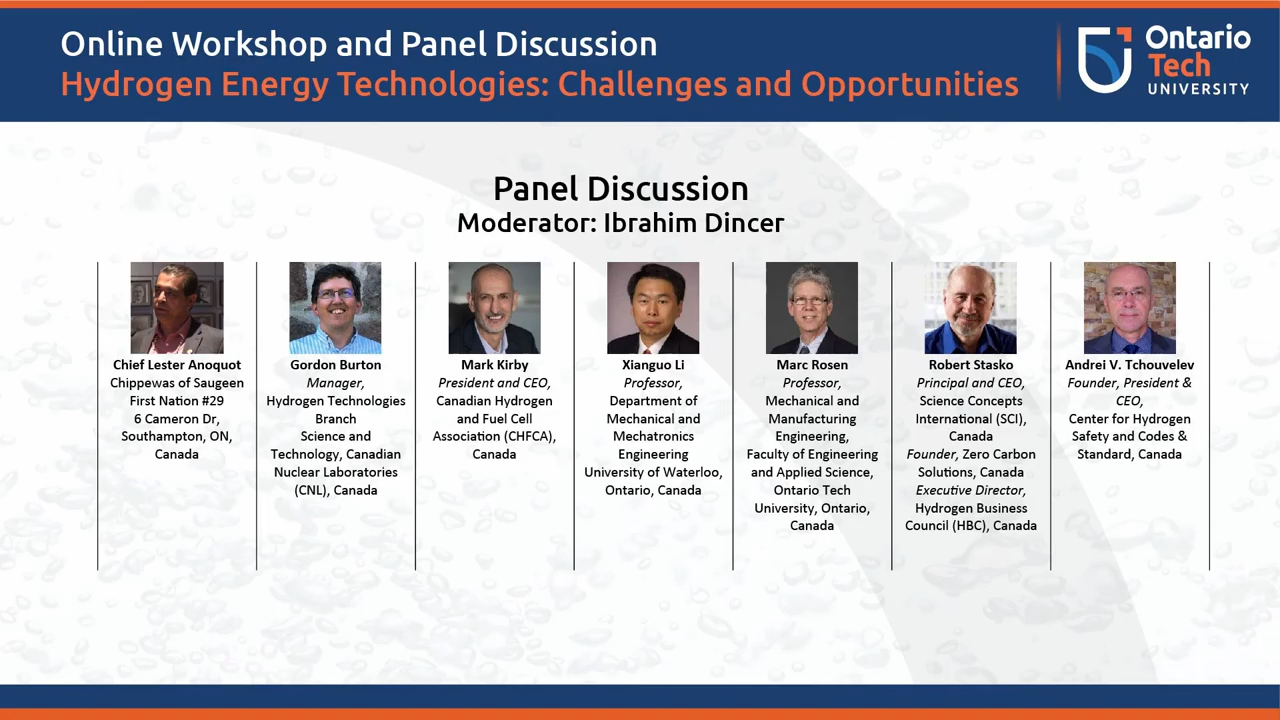 Online Workshop and Panel Discussion
Hydrogen Energy Technologies: Challenges and Opportunities
Ontario
Tech
UNIVERSITY
Panel Discussion
Moderator: Ibrahim Dincer
Chief Lester Anoquot
Chippewas of Saugeen
First Nation #29
6 Cameron Dr,
Southampton, ON,
Canada
Gordon Burton
Manager,
Hydrogen Technologies
Branch
Science and
Technology, Canadian
Nuclear Laboratories
(CNL), Canada
Mark Kirby
President and CEO,
Canadian Hydrogen
and Fuel Cell
Association (CHFCA),
Canada
Xianguo Li
Professor,
Department of
Mechanical and
Mechatronics
Engineering
University of Waterloo,
Ontario, Canada
Marc Rosen
Professor,
Mechanical and
Manufacturing
Engineering,
Faculty of Engineering
and Applied Science,
Ontario Tech
University, Ontario,
Canada
Robert Stasko
Principal and CEO,
Science Concepts
International (SCI),
Canada
Founder, Zero Carbon
Solutions, Canada
Executive Director,
Hydrogen Business
Council (HBC), Canada
Andrei V. Tchouvelev
Founder, President &
CEO,
Center for Hydrogen
Safety and Codes &
Standard, Canada